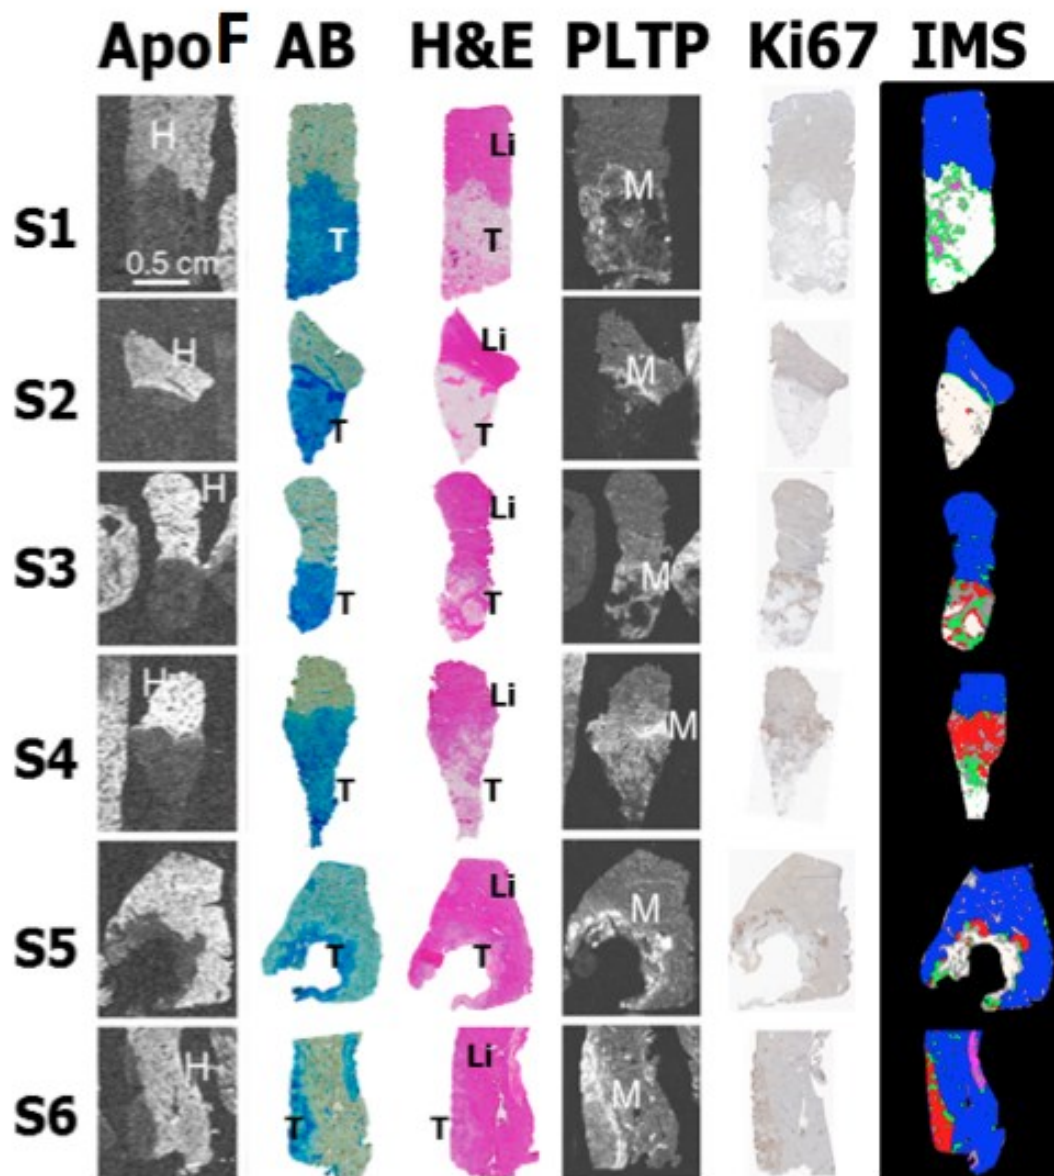 ApoF AB H&E PLTP Ki67 IMS
H Li M
S1 T T
0.5 cm
H Li M
S2 T T
H Li
S3 T T M
H Li
S4 T T M
Li M
S5 T T
H Li M
S6 T T